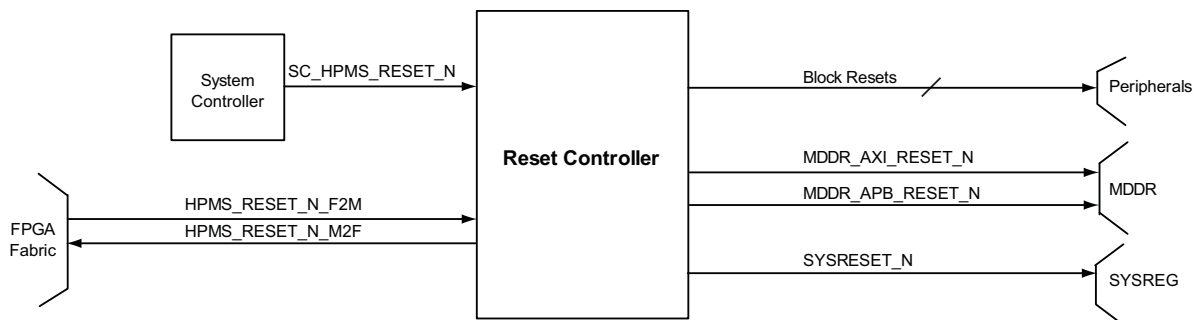 System
Controller
SC_HPMS_RESET_N
Block Resets
Peripherals
Reset Controller
MDDR_AXI_RESET_N
MDDR_APB_RESET_N
MDDR
HPMS_RESET_N_F2M
HPMS_RESET_N_M2F
FPGA
Fabric
SYSRESET_N
SYSREG